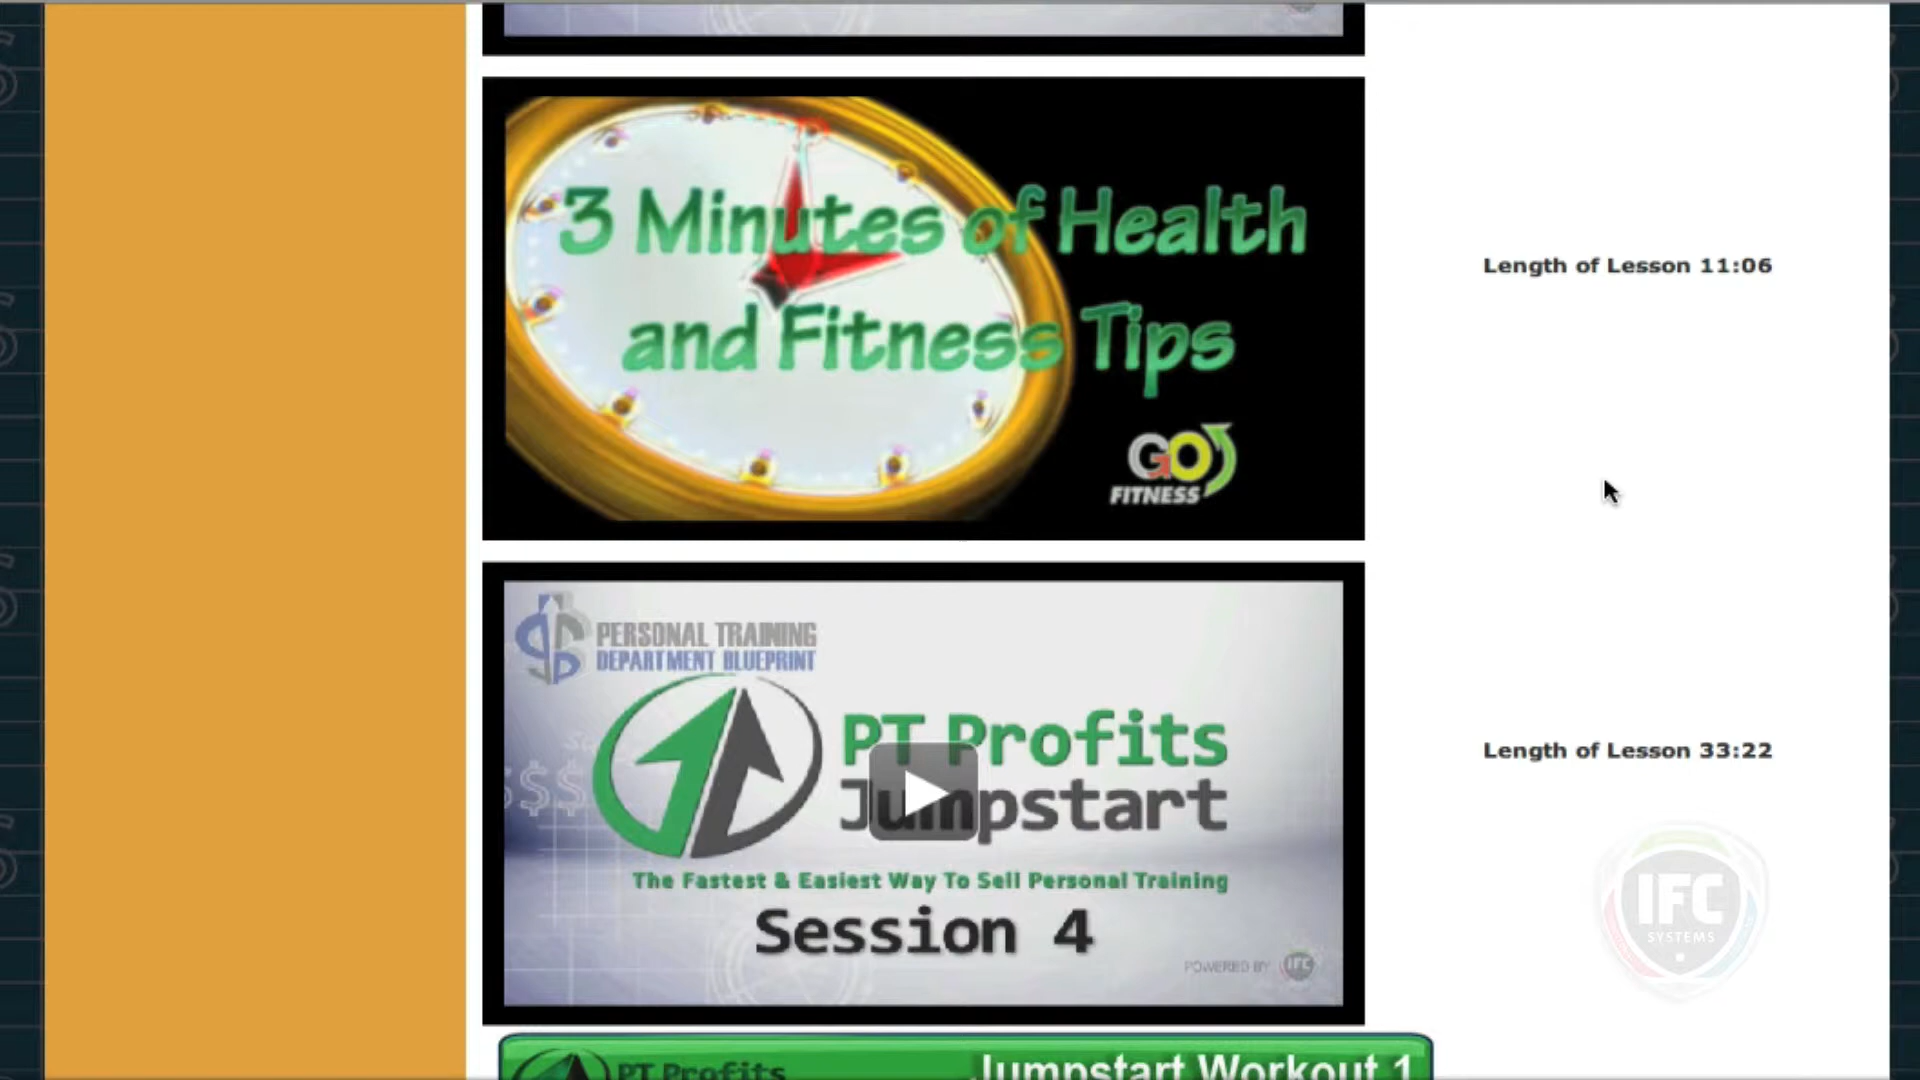 3 Minutes of Health
and Fitness Tips
GO
FITNESS
Length of Lesson 11:06
PERSONAL TRAINING
DEPARTMENT BLUEPRINT
PT Profits
Jumpstart
The Fastest & Easiest Way To Sell Personal Training
Session 4
POWERED BY IFC
Length of Lesson 33:22
IFC
SYSTEMS
PT Profits
Jumpstart Workout 1